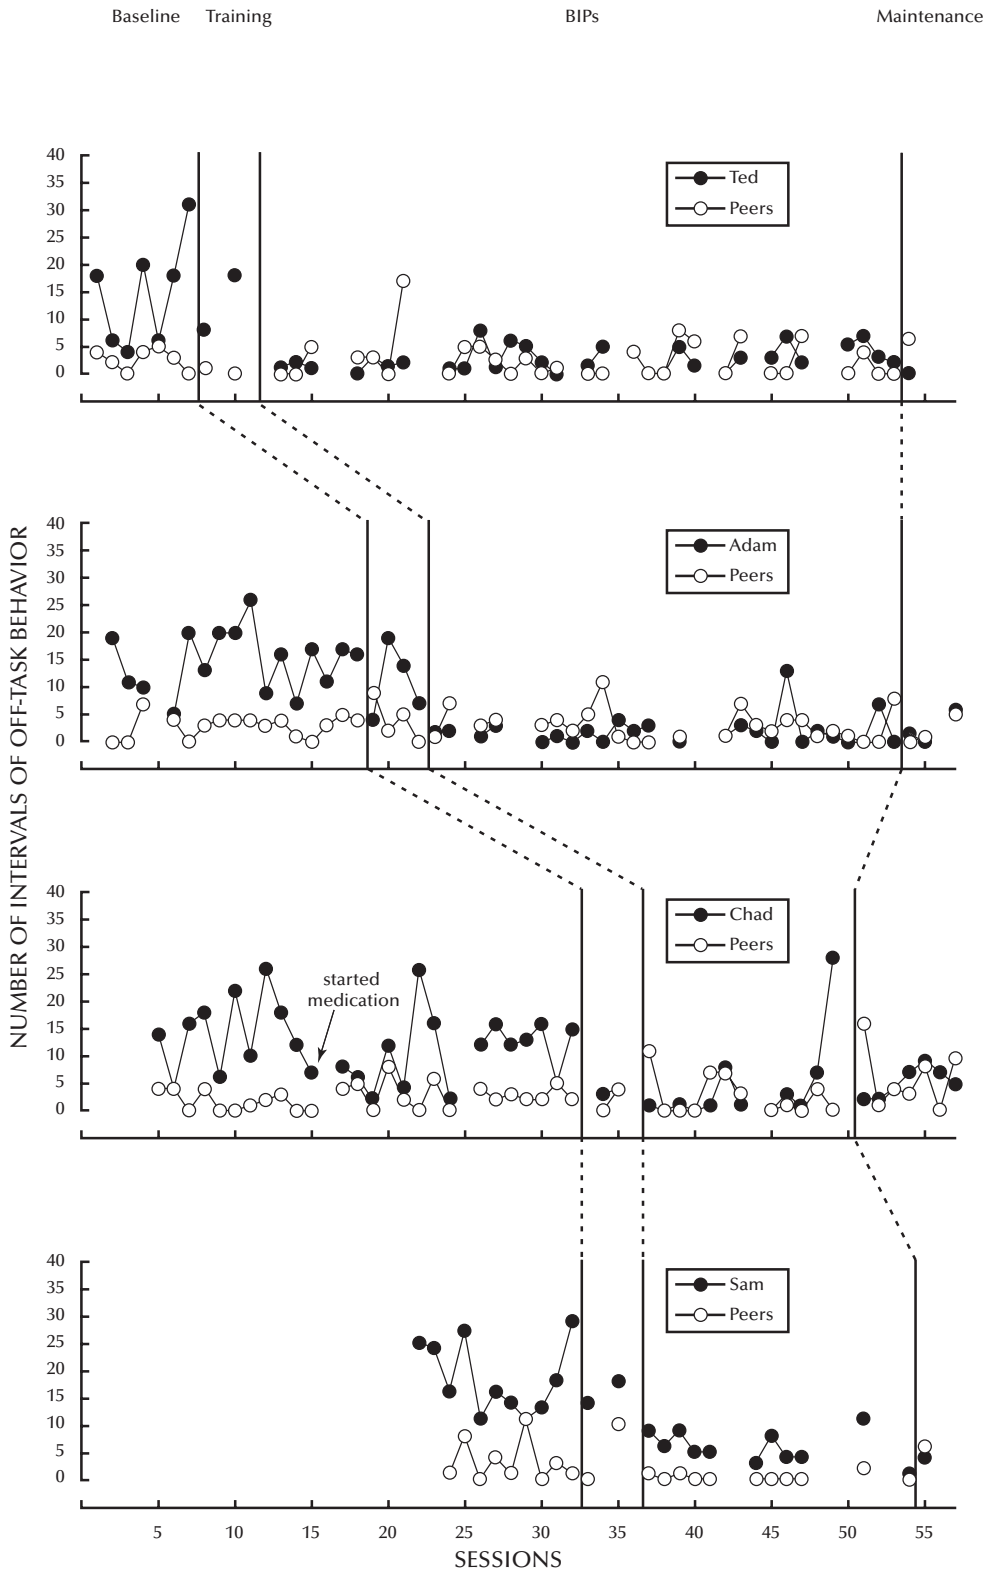 Baseline Training BIPs Maintenance
40
35
30
25
20
15
10
5
0
Ted
Peers
40
35
30
25
20
15
10
5
0
Adam
Peers
NUMBER OF INTERVALS OF OFF-TASK BEHAVIOR
40
35
30
25
20
15
10
5
0
Chad
Peers
started
medication
40
35
30
25
20
15
10
5
0
Sam
Peers
5 10 15 20 25 30 35 40 45 50 55
SESSIONS